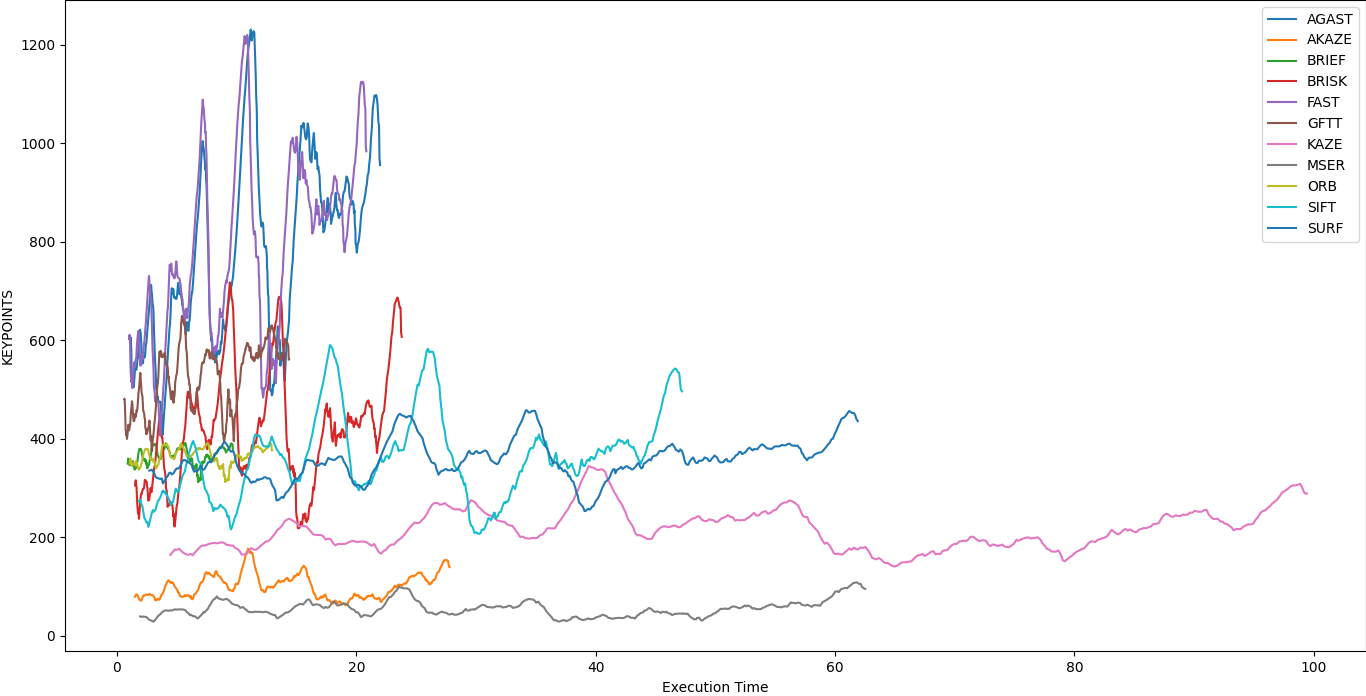 KEYPOINTS
1200
1000
800
600
400
200
0
0 20 40 60 80 100
Execution Time
AGAST
AKAZE
BRIEF
BRISK
FAST
GFTT
KAZE
MSER
ORB
SIFT
SURF